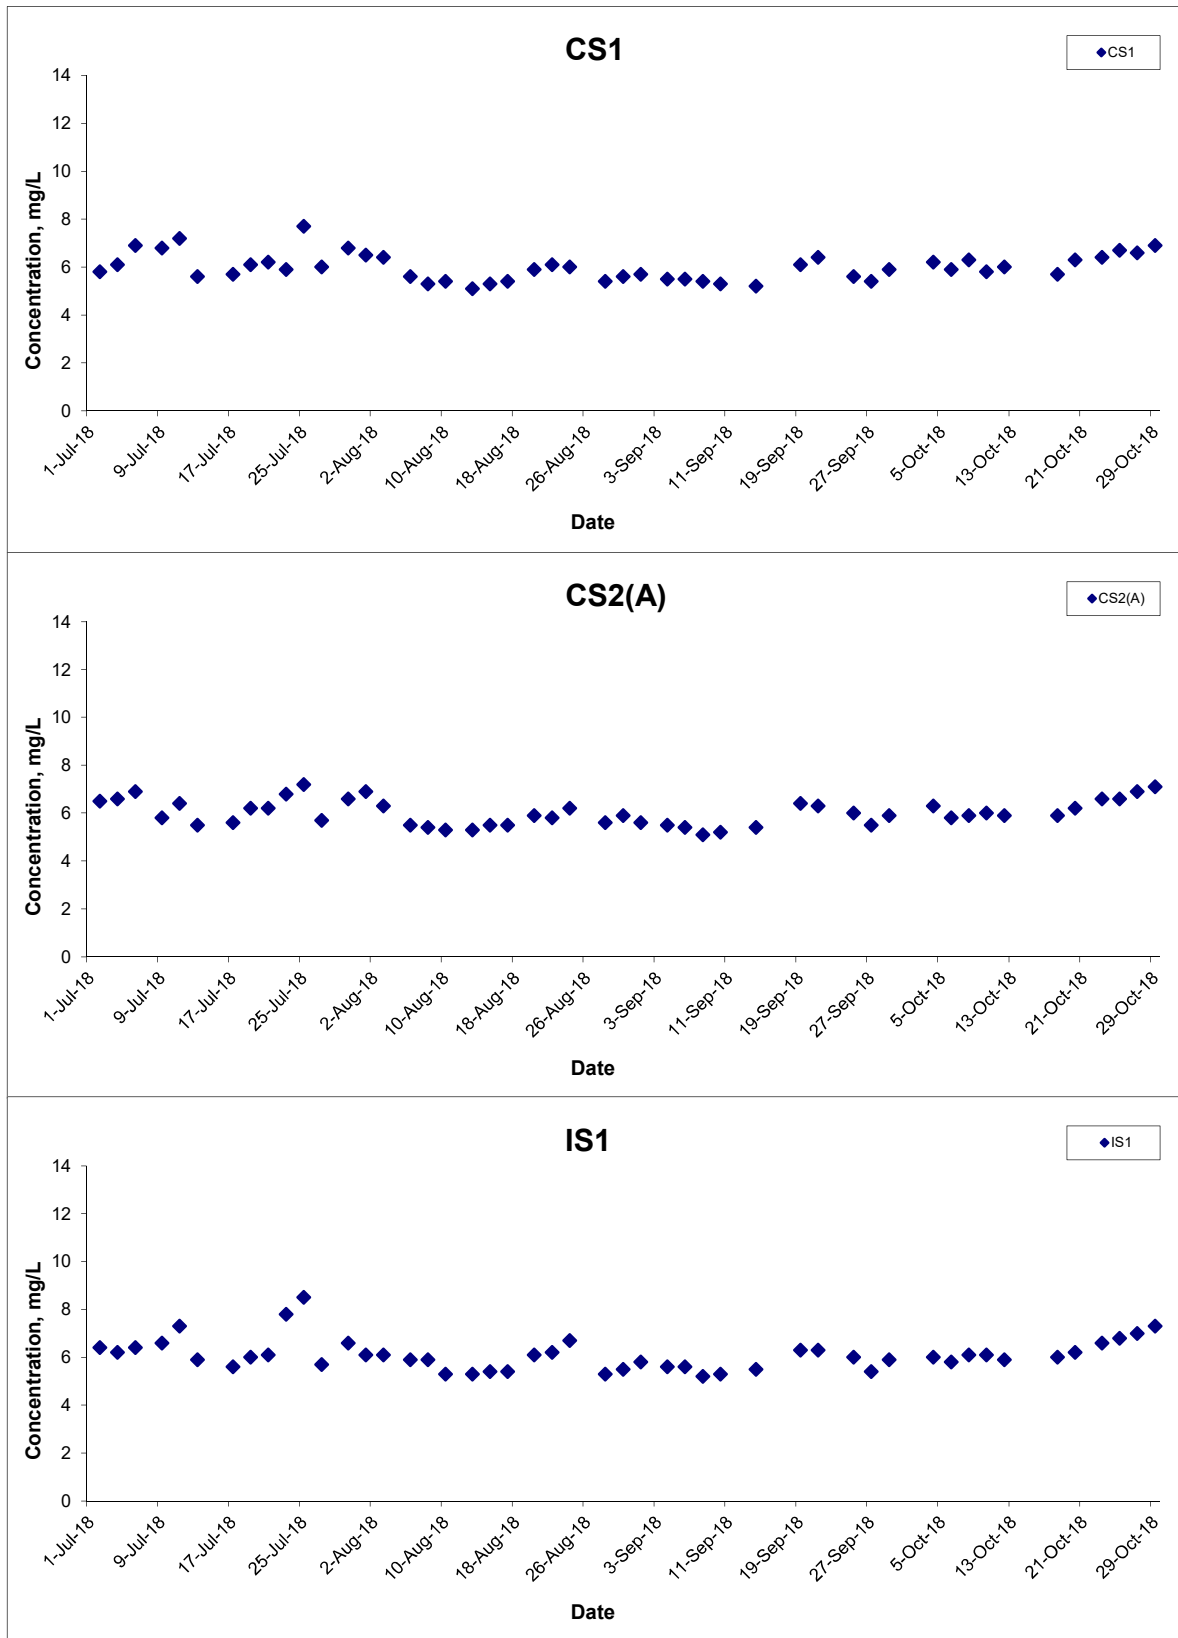 CS1
CS1
14
12
10
8
6
4
2
0
Concentration, mg/L
1-Jul-18
9-Jul-18
17-Jul-18
25-Jul-18
2-Aug-18
10-Aug-18
18-Aug-18
26-Aug-18
3-Sep-18
11-Sep-18
19-Sep-18
27-Sep-18
5-Oct-18
13-Oct-18
21-Oct-18
29-Oct-18
Date
CS2(A)
CS2(A)
14
12
10
8
6
4
2
0
Concentration, mg/L
1-Jul-18
9-Jul-18
17-Jul-18
25-Jul-18
2-Aug-18
10-Aug-18
18-Aug-18
26-Aug-18
3-Sep-18
11-Sep-18
19-Sep-18
27-Sep-18
5-Oct-18
13-Oct-18
21-Oct-18
29-Oct-18
Date
IS1
IS1
14
12
10
8
6
4
2
0
Concentration, mg/L
1-Jul-18
9-Jul-18
17-Jul-18
25-Jul-18
2-Aug-18
10-Aug-18
18-Aug-18
26-Aug-18
3-Sep-18
11-Sep-18
19-Sep-18
27-Sep-18
5-Oct-18
13-Oct-18
21-Oct-18
29-Oct-18
Date